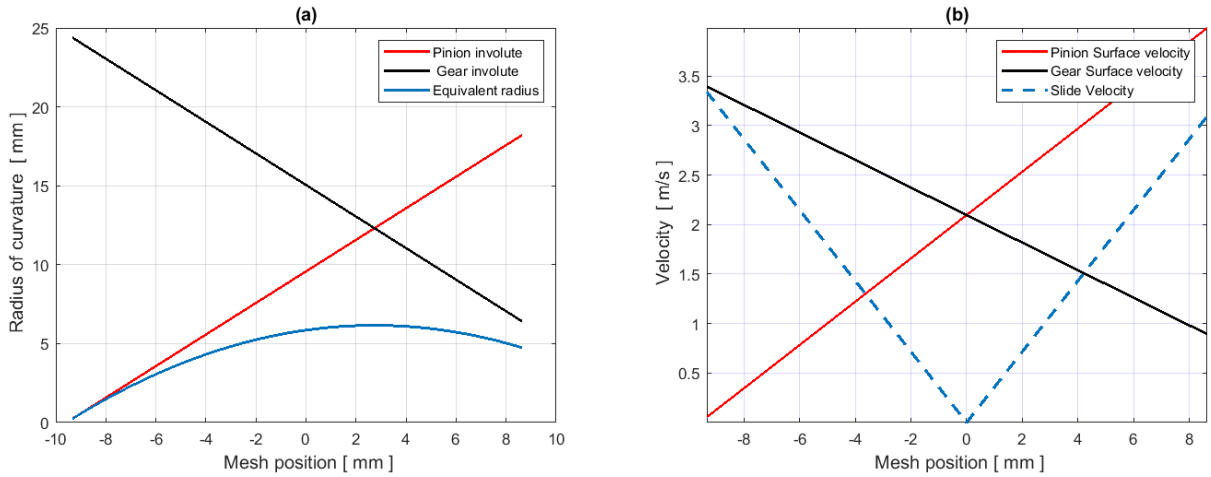 (a)
25
20
15
10
5
0
Radius of curvature [ mm ]
-10 -8 -6 -4 -2 0 2 4 6 8 10
Mesh position [ mm ]
Pinion involute
Gear involute
Equivalent radius
(b)
3.5
3
2.5
2
1.5
1
0.5
Velocity [ m/s ]
-8 -6 -4 -2 0 2 4 6 8
Mesh position [ mm ]
Pinion Surface velocity
Gear Surface velocity
Slide Velocity